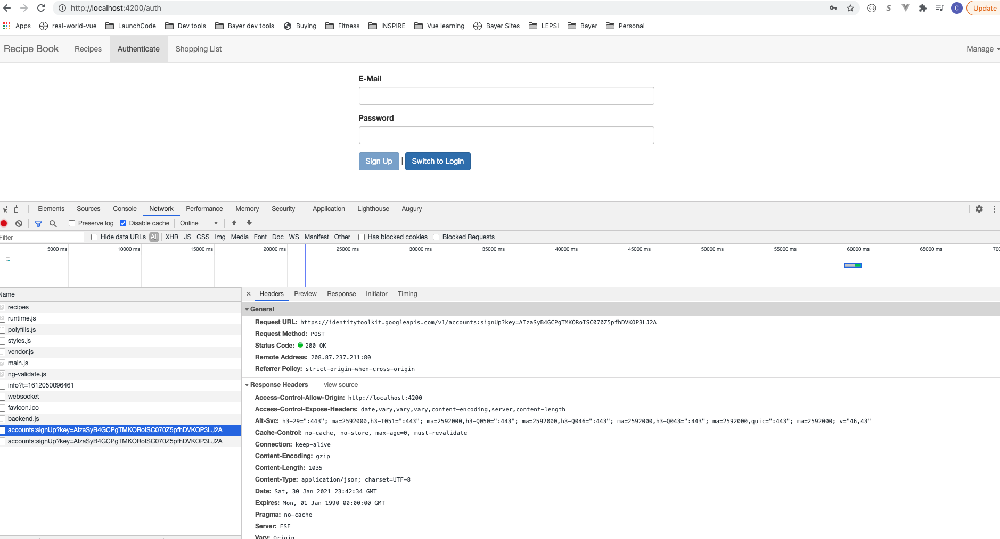 http://localhost:4200/auth
C
Update
Apps real-world-vue LaunchCode Dev tools Bayer dev tools Buying Fitness INSPIRE Vue learning Bayer Sites LEPSI Bayer Personal
Recipe Book Recipes Authenticate Shopping List Manage
E-Mail
Password
Sign Up | Switch to Login
Elements Sources Console Network Performance Memory Security Application Lighthouse Augury
Preserve log Disable cache Online
Filter Hide data URLs All XHR JS CSS Img Media Font Doc WS Manifest Other Has blocked cookies Blocked Requests
5000 ms 10000 ms 15000 ms 20000 ms 25000 ms 30000 ms 35000 ms 40000 ms 45000 ms 50000 ms 55000 ms 60000 ms 65000 ms 700
Name
recipes
runtime.js
polyfills.js
styles.js
vendor.js
main.js
ng-validate.js
info?t=1612050096461
websocket
favicon.ico
backend.js
accounts:signUp?key=AIzaSyB4GCPgTMKORoISC070Z5pfhDVKOP3LJ2A
accounts:signUp?key=AIzaSyB4GCPgTMKORoISC070Z5pfhDVKOP3LJ2A
× Headers Preview Response Initiator Timing
General
Request URL: https://identitytoolkit.googleapis.com/v1/accounts:signUp?key=AIzaSyB4GCPgTMKORoISC070Z5pfhDVKOP3LJ2A
Request Method: POST
Status Code: 200 OK
Remote Address: 208.87.237.211:80
Referrer Policy: strict-origin-when-cross-origin
Response Headers view source
Access-Control-Allow-Origin: http://localhost:4200
Access-Control-Expose-Headers: date,vary,vary,vary,content-encoding,server,content-length
Alt-Svc: h3-29=":443"; ma=2592000,h3-T051=":443"; ma=2592000,h3-Q050=":443"; ma=2592000,h3-Q046=":443"; ma=2592000,h3-Q043=":443"; ma=2592000,quic=":443"; ma=2592000; v="46,43"
Cache-Control: no-cache, no-store, max-age=0, must-revalidate
Connection: keep-alive
Content-Encoding: gzip
Content-Length: 1035
Content-Type: application/json; charset=UTF-8
Date: Sat, 30 Jan 2021 23:42:34 GMT
Expires: Mon, 01 Jan 1990 00:00:00 GMT
Pragma: no-cache
Server: ESF
Vary: Origin